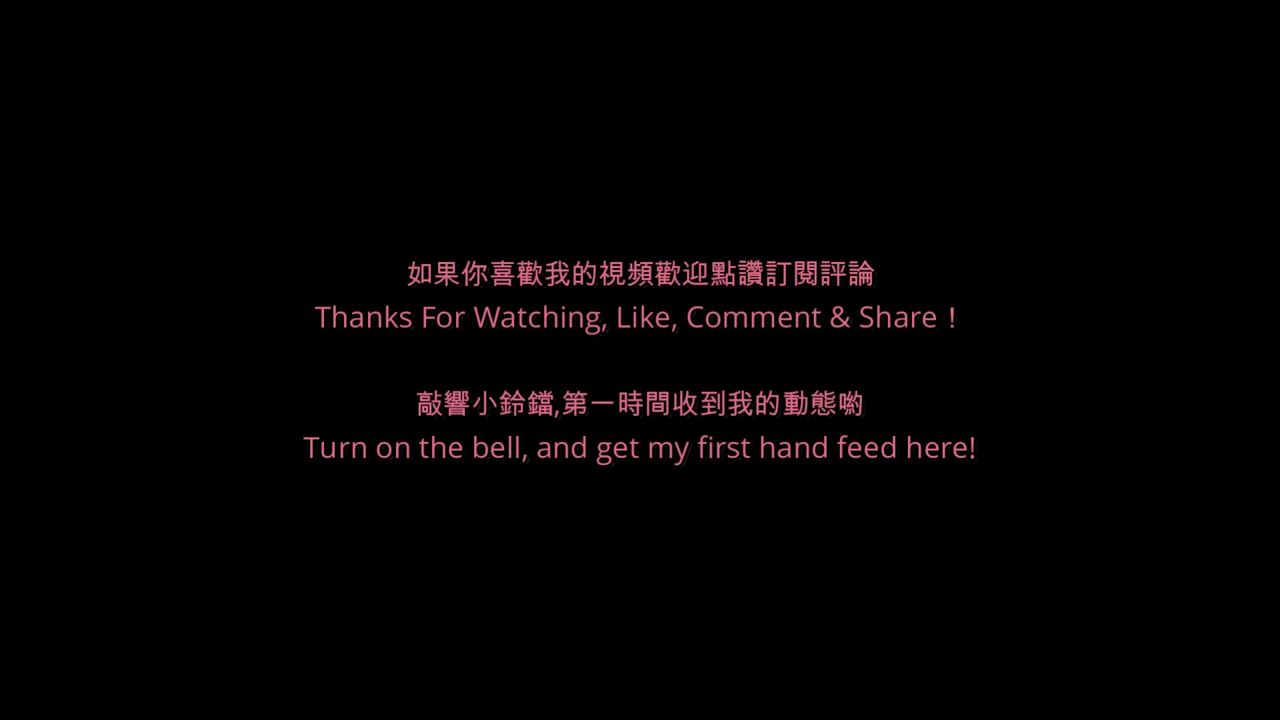 如果你喜歡我的視頻歡迎點讚訂閱評論
Thanks For Watching, Like, Comment & Share！
敲響小鈴鐺,第一時間收到我的動態喲
Turn on the bell, and get my first hand feed here!